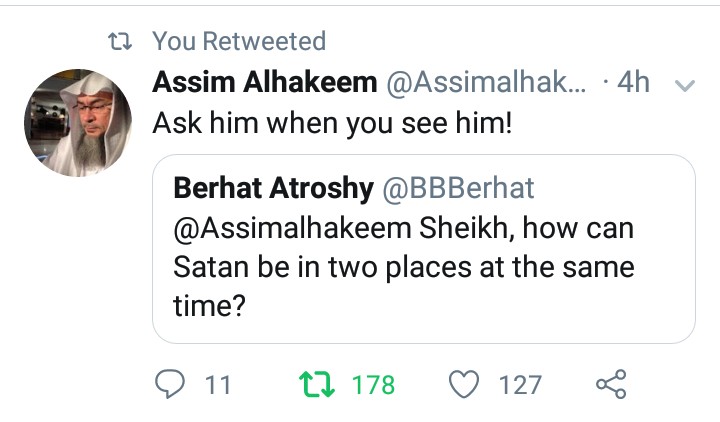 You Retweeted
Assim Alhakeem @Assimalhak... · 4h
Ask him when you see him!
Berhat Atroshy @BBBerhat
@Assimalhakeem Sheikh, how can
Satan be in two places at the same
time?
11 178 127